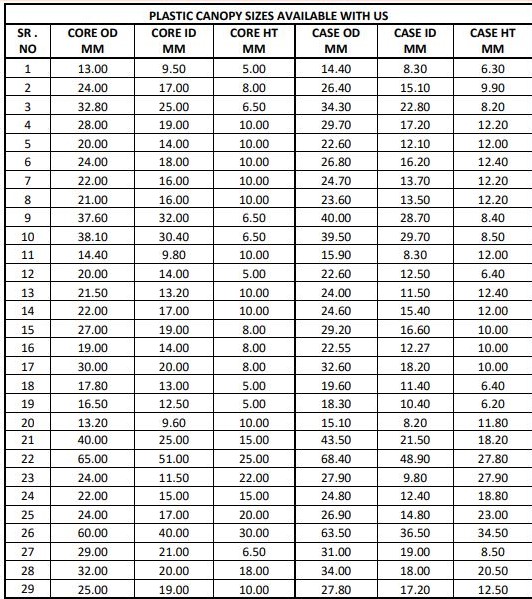 PLASTIC CANOPY SIZES AVAILABLE WITH US
SR . CORE OD CORE ID CORE HT CASE OD CASE ID CASE HT
NO MM MM MM MM MM MM
1 13.00 9.50 5.00 14.40 8.30 6.30
2 24.00 17.00 8.00 26.40 15.10 9.90
3 32.80 25.00 6.50 34.30 22.80 8.20
4 28.00 19.00 10.00 29.70 17.20 12.20
5 20.00 14.00 10.00 22.60 12.10 12.00
6 24.00 18.00 10.00 26.80 16.20 12.40
7 22.00 16.00 10.00 24.70 13.70 12.20
8 21.00 16.00 10.00 23.60 13.50 12.20
9 37.60 32.00 6.50 40.00 28.70 8.40
10 38.10 30.40 6.50 39.50 29.70 8.50
11 14.40 9.80 10.00 15.90 8.30 12.00
12 20.00 14.00 5.00 22.60 12.50 6.40
13 21.50 13.20 10.00 24.00 11.50 12.40
14 22.00 17.00 10.00 24.60 15.40 12.00
15 27.00 19.00 8.00 29.20 16.60 10.00
16 19.00 14.00 8.00 22.55 12.27 10.00
17 30.00 20.00 8.00 32.60 18.20 10.00
18 17.80 13.00 5.00 19.60 11.40 6.40
19 16.50 12.50 5.00 18.30 10.40 6.20
20 13.20 9.60 10.00 15.10 8.20 11.80
21 40.00 25.00 15.00 43.50 21.50 18.20
22 65.00 51.00 25.00 68.40 48.90 27.80
23 24.00 11.50 22.00 27.90 9.80 27.90
24 22.00 15.00 15.00 24.80 12.40 18.80
25 24.00 17.00 20.00 26.90 14.80 23.00
26 60.00 40.00 30.00 63.50 36.50 34.50
27 29.00 21.00 6.50 31.00 19.00 8.50
28 32.00 20.00 18.00 34.00 18.00 20.50
29 25.00 19.00 10.00 27.80 17.20 12.50